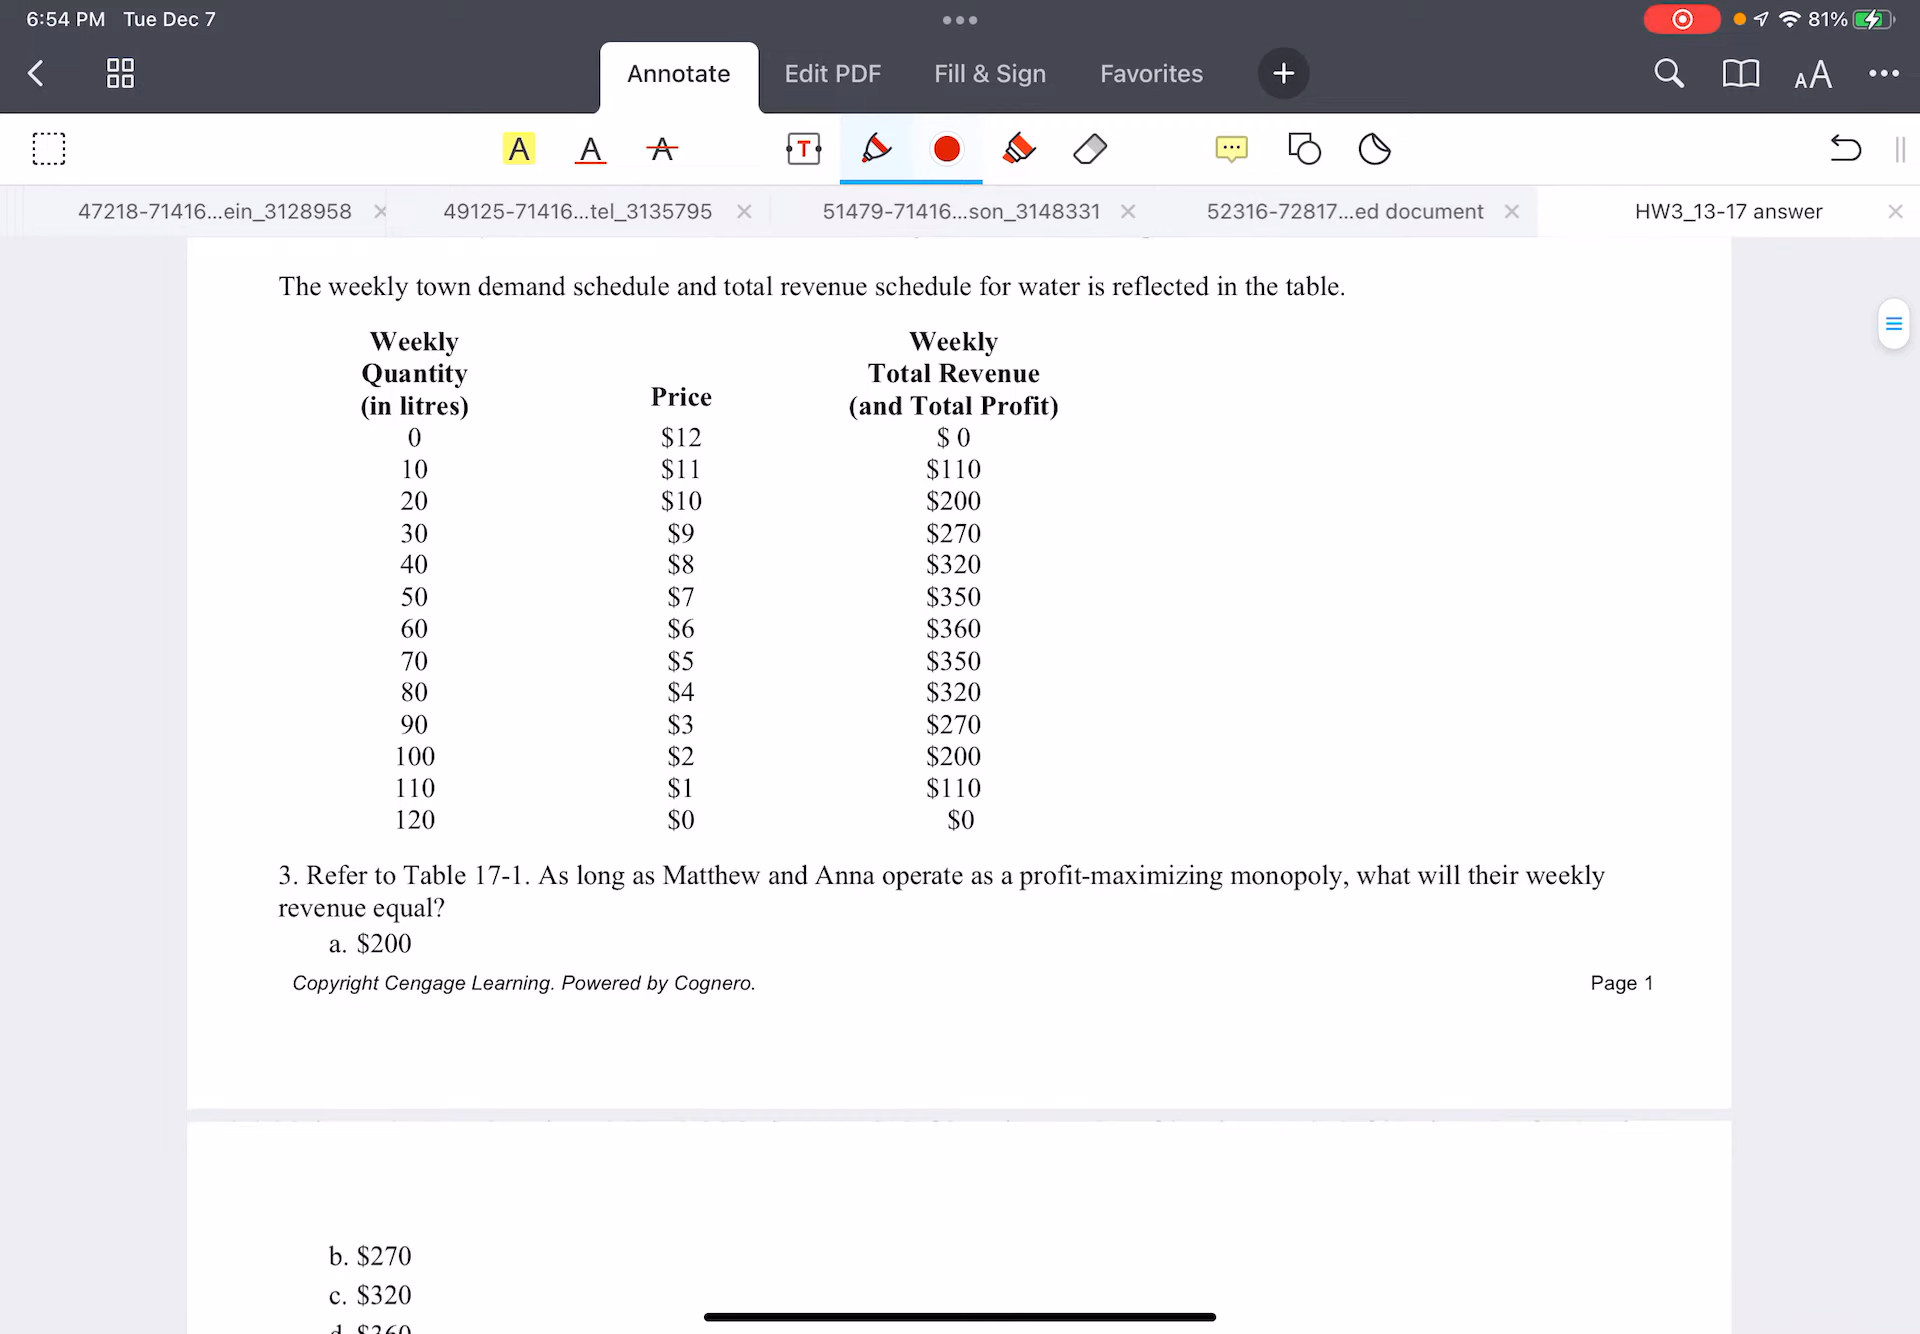 6:54 PM Tue Dec 7
81%
Annotate Edit PDF Fill & Sign Favorites
AA
A A A T
47218-71416...ein_3128958 49125-71416...tel_3135795 51479-71416...son_3148331 52316-72817...ed document HW3_13-17 answer
The weekly town demand schedule and total revenue schedule for water is reflected in the table.
Weekly Weekly
Quantity Total Revenue
(in litres) Price (and Total Profit)
0 $12 $ 0
10 $11 $110
20 $10 $200
30 $9 $270
40 $8 $320
50 $7 $350
60 $6 $360
70 $5 $350
80 $4 $320
90 $3 $270
100 $2 $200
110 $1 $110
120 $0 $0
3. Refer to Table 17-1. As long as Matthew and Anna operate as a profit-maximizing monopoly, what will their weekly
revenue equal?
a. $200
Copyright Cengage Learning. Powered by Cognero. Page 1
b. $270
c. $320
d. $360